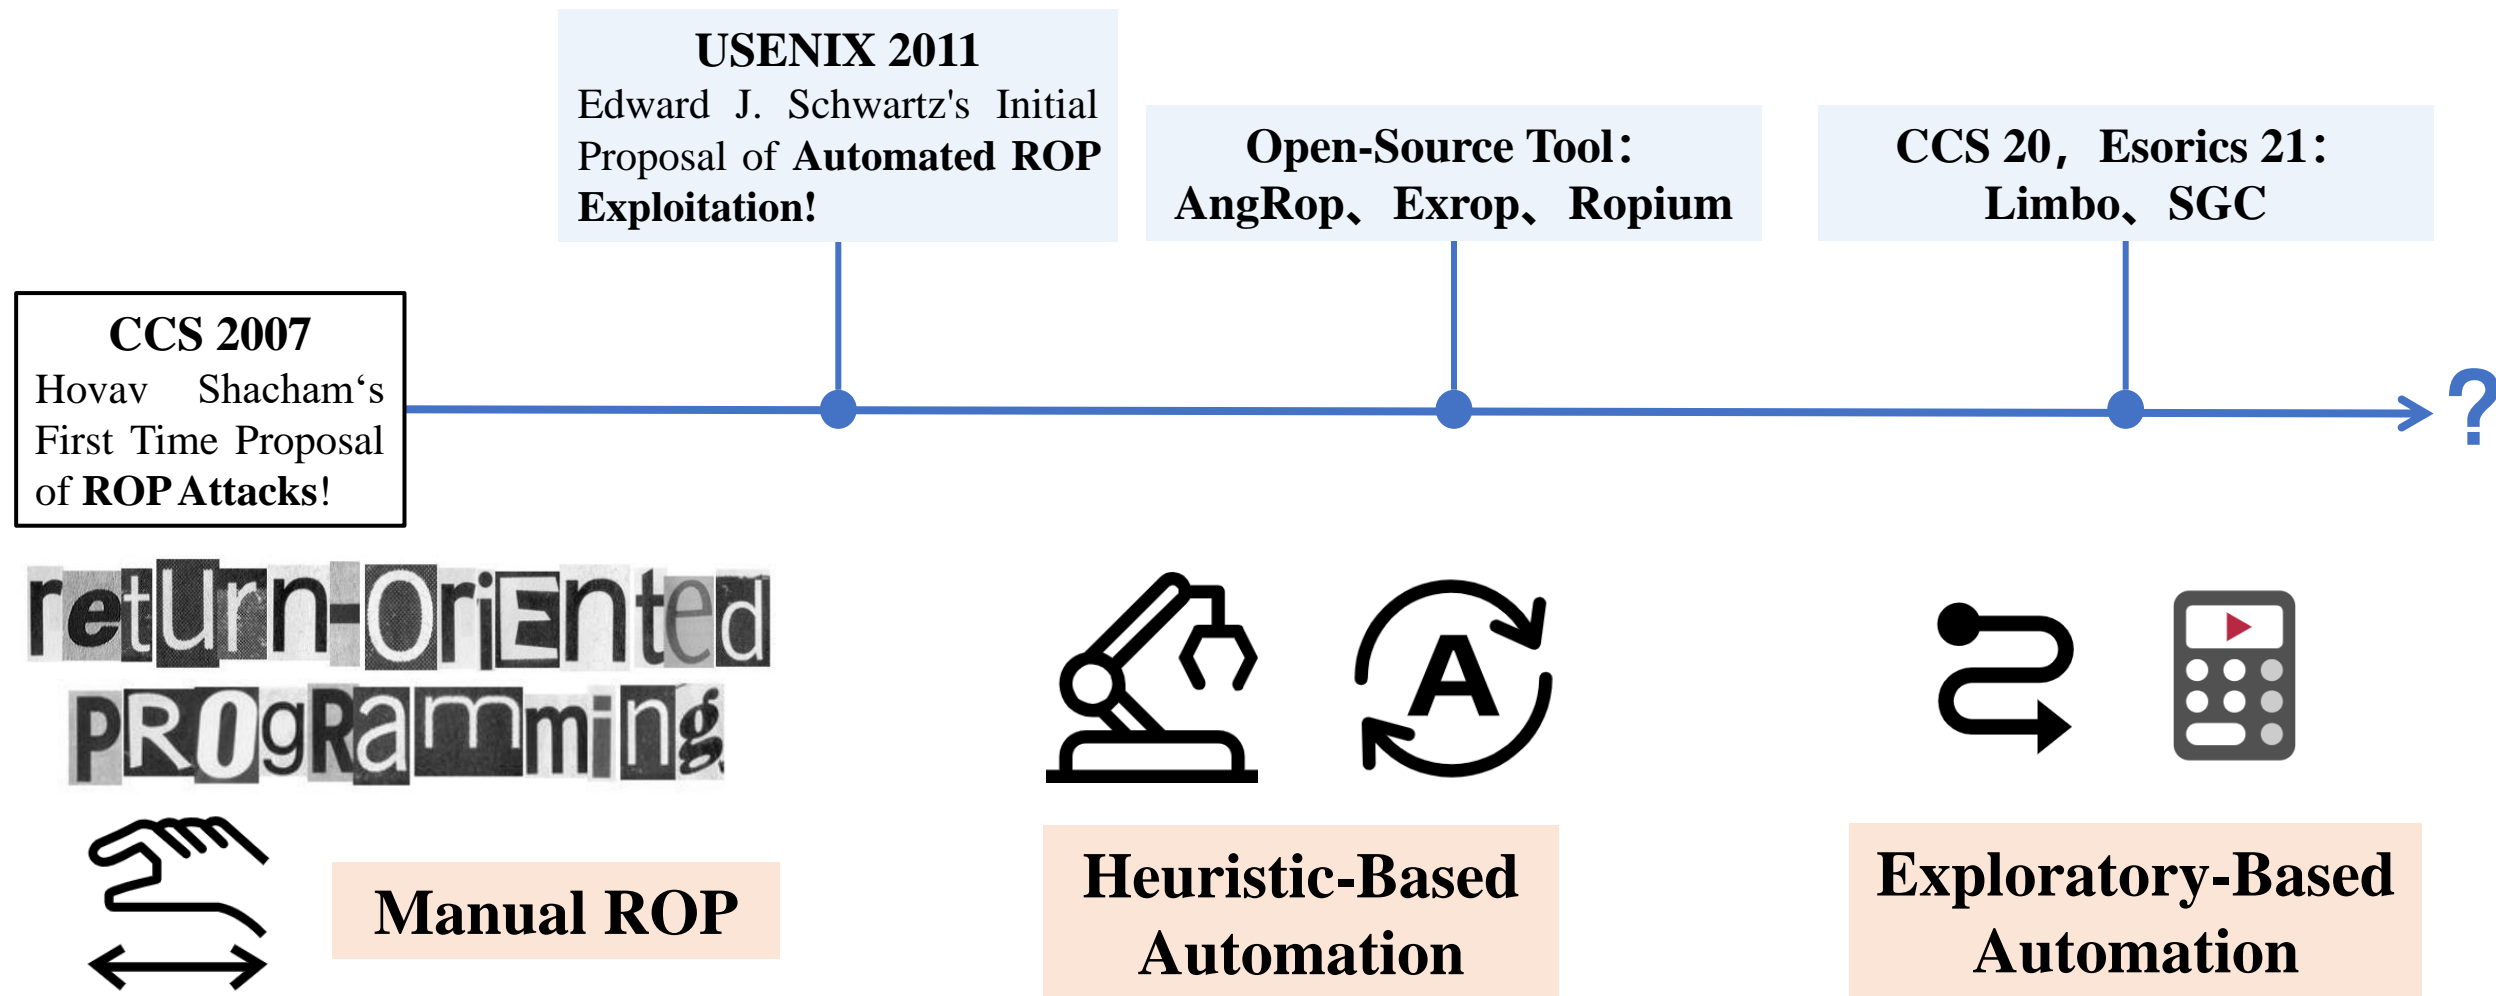 USENIX 2011
Edward J. Schwartz's Initial
Proposal of Automated ROP
Exploitation!
Open-Source Tool：
AngRop、Exrop、Ropium
CCS 20，Esorics 21：
Limbo、SGC
CCS 2007
Hovav Shacham‘s
First Time Proposal
of ROP Attacks!
?
retUrn-OriENted
PROgRamming
A
Manual ROP
Heuristic-Based
Automation
Exploratory-Based
Automation